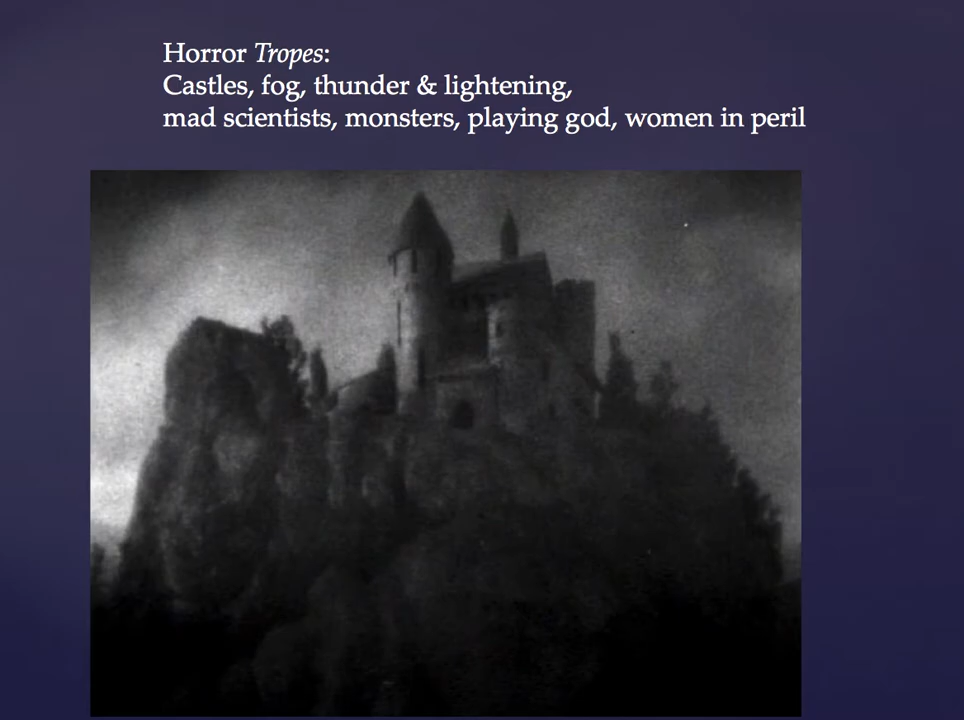 Horror Tropes:
Castles, fog, thunder & lightening,
mad scientists, monsters, playing god, women in peril